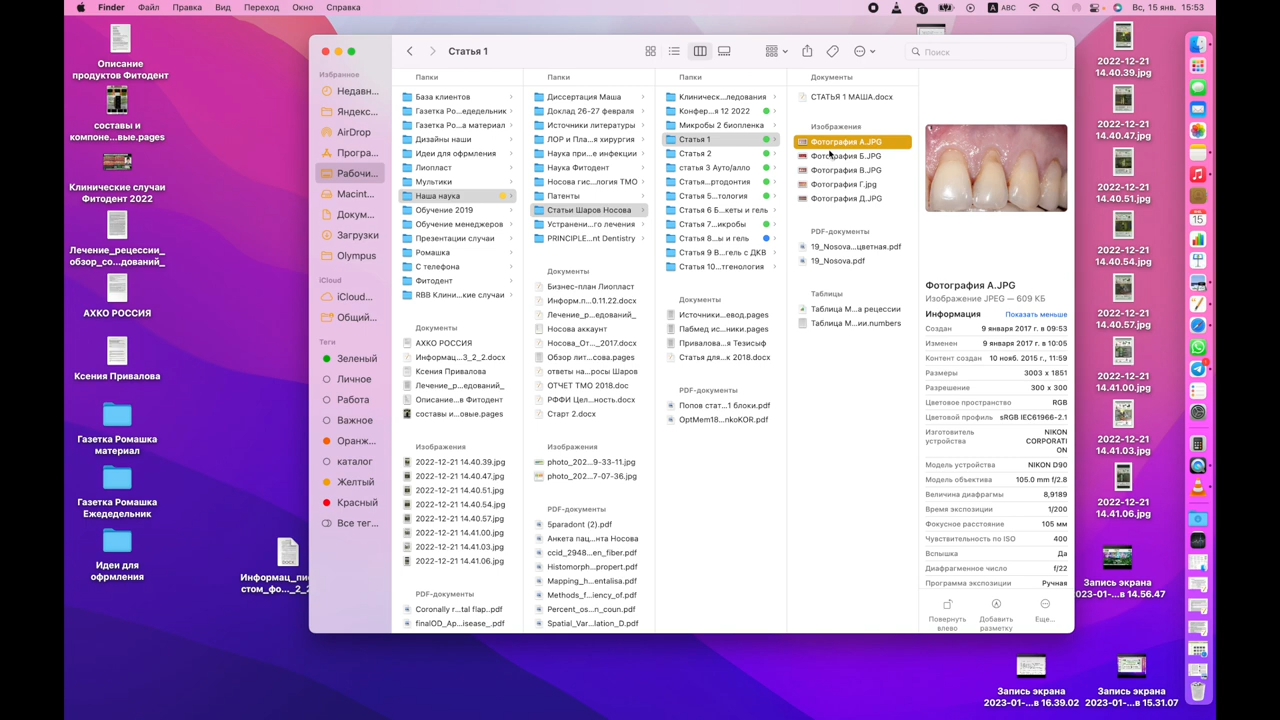 Finder Файл Правка Вид Переход Окно Справка
A ABC
Вс, 15 янв. 15:53
Описание
продуктов Фитодент
составы и
компоне...вые.pages
Клинические случаи
Фитодент 2022
Лечение_рецессии_
обзор_со...дований_
АХКО РОССИЯ
Ксения Привалова
Газетка Ромашка
материал
Газетка Ромашка
Ежедедельник
Идеи для
офрмления
Статья 1
Поиск
Избранное
Недавн...
Яндекс...
AirDrop
Програ...
Рабочи...
Macint...
Докум...
Загрузки
Olympus
iCloud
iCloud...
Общий...
Теги
Зеленый
Личное
Работа
Важное
Оранж...
каталог
Желтый
Красный
Все тег...
Папки
База клиентов
Газетка Ро...едедельник
Газетка Ро...а материал
Дизайны наши
Идеи для офрмления
Лиопласт
Мультики
Наша наука
Обучение 2019
Обучение менеджеров
Презентации случаи
Ромашка
С телефона
Фитодент
RBB Клини...кие случаи
Документы
АХКО РОССИЯ
Информац...3_2_2.docx
Ксения Привалова
Лечение_р...едований_
Описание...в Фитодент
составы и...овые.pages
Изображения
2022-12-21 14.40.39.jpg
2022-12-21 14.40.47.jpg
2022-12-21 14.40.51.jpg
2022-12-21 14.40.54.jpg
2022-12-21 14.40.57.jpg
2022-12-21 14.41.00.jpg
2022-12-21 14.41.03.jpg
2022-12-21 14.41.06.jpg
PDF-документы
Coronally r...tal flap..pdf
finalOD_Ap...isease_.pdf
Папки
Диссертация Маша
Доклад 26-27 февраля
Источники литературы
ЛОР и Пла...я хирургия
Наука при...е инфекции
Наука Фитодент
Носова гис...логия ТМО
Патенты
Статьи Шаров Носова
Устранени...го лечения
PRINCIPLE...nt Dentistry
Документы
Бизнес-план Лиопласт
Информ.п...0.11.22.docx
Лечение_р...едований_
Носова аккаунт
Носова_От..._2017.docx
Обзор лит...сова.pages
ответы на...росы Шаров
ОТЧЕТ ТМО 2018.doc
РФФИ Цел...ность.docx
Старт 2.docx
Изображения
photo_202...9-33-11.jpg
photo_202...7-07-36.jpg
PDF-документы
5paradont (2).pdf
Анкета пац...нта Носова
ccid_2948...en_fiber.pdf
Histomorph...propert.pdf
Mapping_h...entalisa.pdf
Methods_f...iency_of.pdf
Percent_os...n_coun.pdf
Spatial_Var...lation_D.pdf
Папки
Клиническ...ледования
Конфер...я 12 2022
Микробы 2 биопленка
Статья 1
Статья 2
статья 3 Ауто/алло
Статья...ртодонтия
Статья 5...тология
Статья 6 Б...кеты и гель
Статья 7...икробы
Статья 8...ы и гель
Статья 9 В...гель с ДКВ
Статья 10...тгенология
Документы
Источники...евод.pages
Пабмед ис...ники.pages
Привалова...я Тезисыф
Статья для...к 2018.docx
PDF-документы
Попов стат...1 блоки.pdf
OptMem18...nkoKOR.pdf
Документы
СТАТЬЯ 1 МАША.docx
Изображения
Фотография А.JPG
Фотография Б.JPG
Фотография В.JPG
Фотография Г.jpg
Фотография Д.JPG
PDF-документы
19_Nosova...цветная.pdf
19_Nosova.pdf
Таблицы
Таблица М...а рецессии
Таблица М...ии.numbers
Фотография А.JPG
Изображение JPEG — 609 КБ
Информация Показать меньше
Создан 9 января 2017 г. в 09:53
Изменен 9 января 2017 г. в 10:05
Контент создан 10 нояб. 2015 г., 11:59
Размеры 3003 x 1851
Разрешение 300 x 300
Цветовое пространство RGB
Цветовой профиль sRGB IEC61966-2.1
Изготовитель
устройства
NIKON
CORPORATI
ON
Модель устройства NIKON D90
Модель объектива 105.0 mm f/2.8
Величина диафрагмы 8,9189
Время экспозиции 1/200
Фокусное расстояние 105 мм
Чувствительность по ISO 400
Вспышка Да
Диафрагменное число f/22
Программа экспозиции Ручная
Повернуть
влево
Добавить
разметку
Еще...
2022-12-21
14.40.39.jpg
2022-12-21
14.40.47.jpg
2022-12-21
14.40.51.jpg
2022-12-21
14.40.54.jpg
2022-12-21
14.40.57.jpg
2022-12-21
14.41.00.jpg
2022-12-21
14.41.03.jpg
2022-12-21
14.41.06.jpg
Запись экрана
023-01-...в 14.56.47
Запись экрана
2023-01-...в 16.39.02
Запись экрана
2023-01-...в 15.31.07
DOCX
Информац_пи
стом_фо..._2_2
15